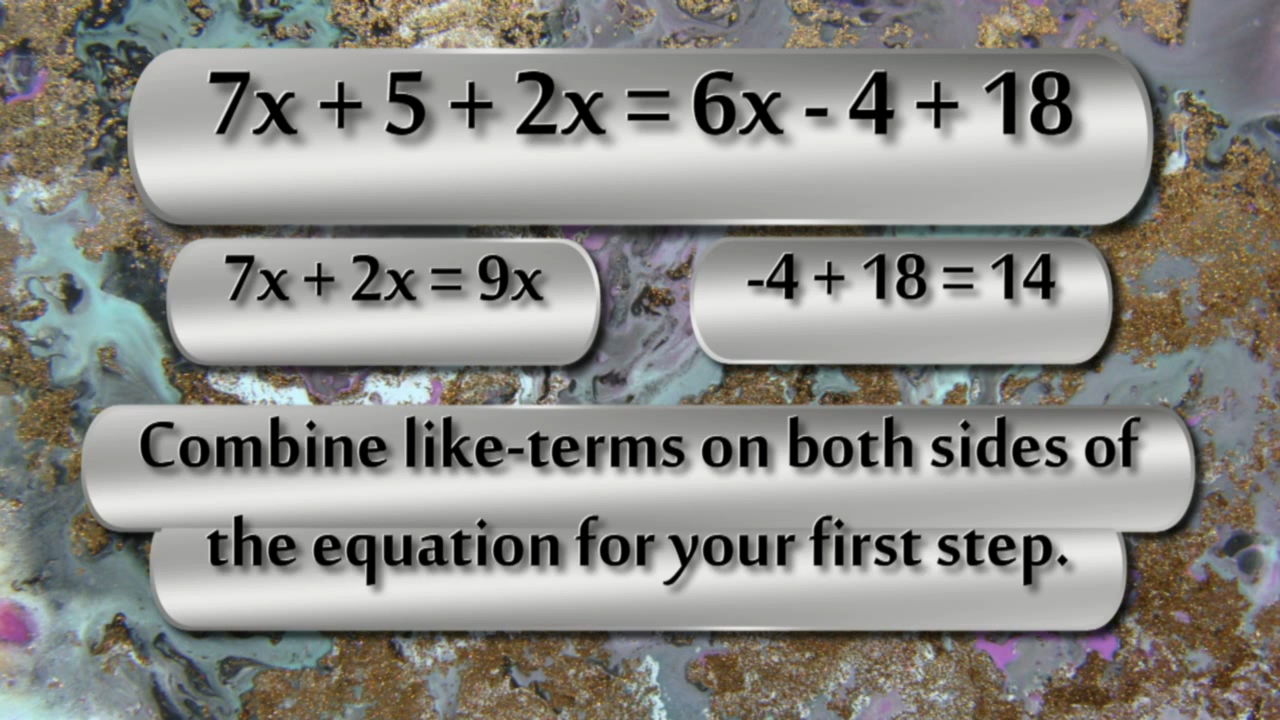 7x + 5 + 2x = 6x - 4 + 18
7x + 2x = 9x
-4 + 18 = 14
Combine like-terms on both sides of
the equation for your first step.